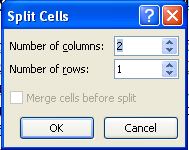 Split Cells
Number of columns: 2
Number of rows: 1
Merge cells before split
OK Cancel